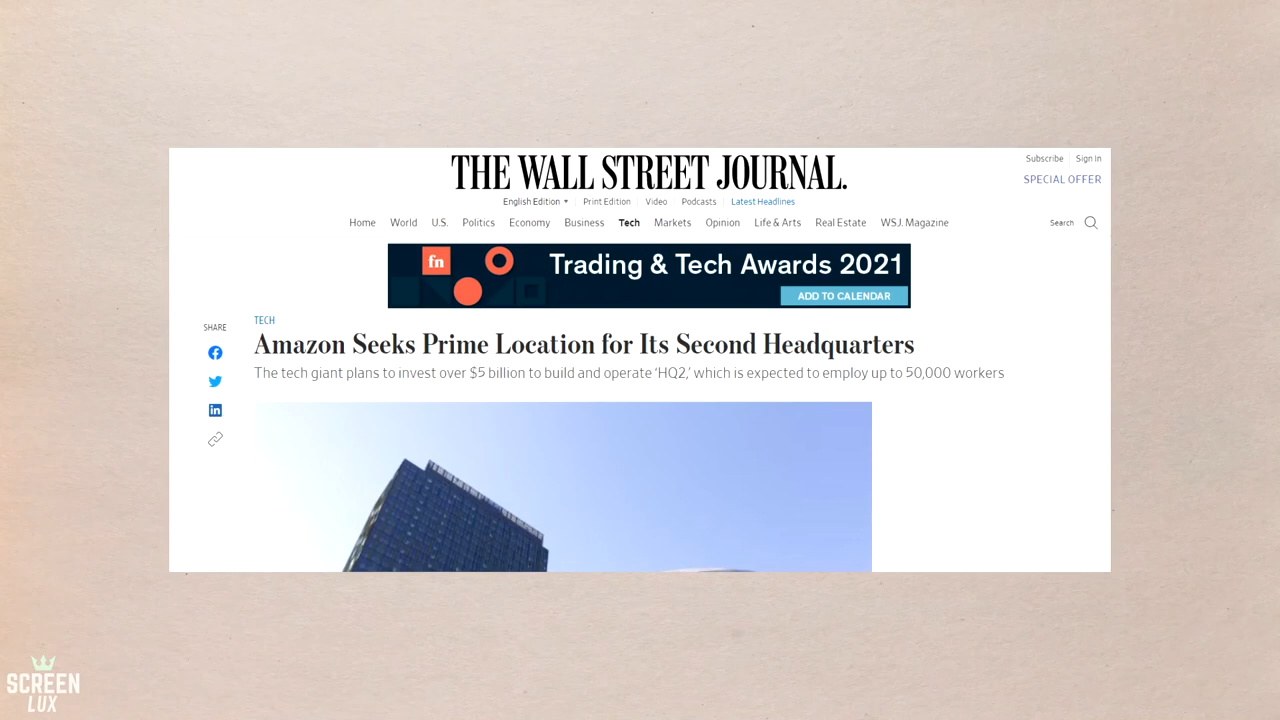 THE WALL STREET JOURNAL.
Subscribe Sign In
SPECIAL OFFER
English Edition Print Edition Video Podcasts Latest Headlines
Home World U.S. Politics Economy Business Tech Markets Opinion Life & Arts Real Estate WSJ. Magazine Search
fn Trading & Tech Awards 2021
ADD TO CALENDAR
TECH
SHARE
Amazon Seeks Prime Location for Its Second Headquarters
The tech giant plans to invest over $5 billion to build and operate ‘HQ2,’ which is expected to employ up to 50,000 workers
in
SCREEN
LUX